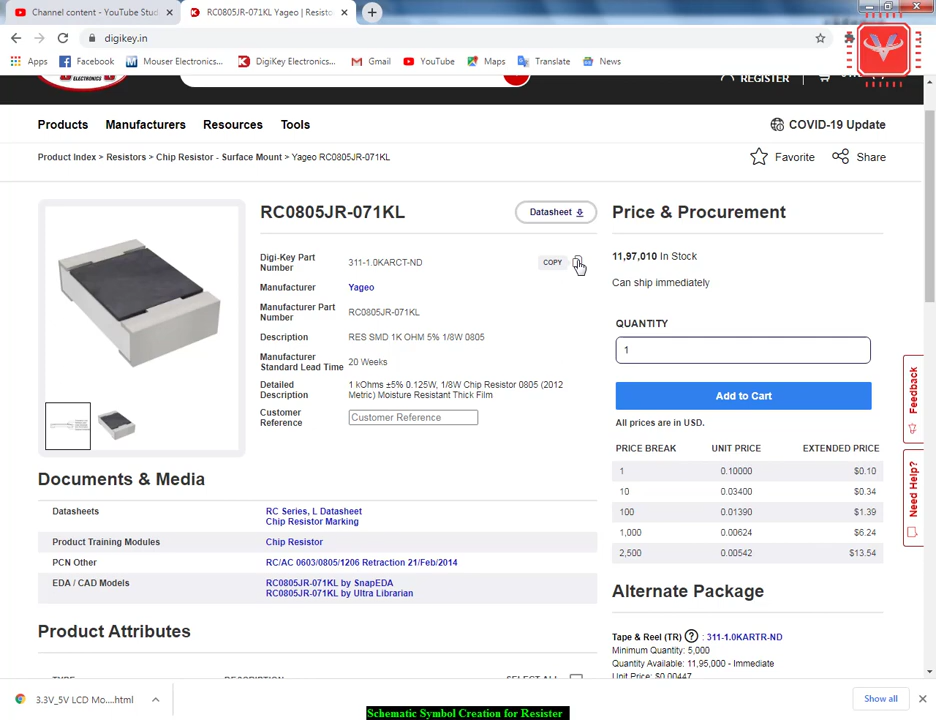 Channel content - YouTube Stud
RC0805JR-071KL Yageo | Resisto
digikey.in
Apps
Facebook
Mouser Electronics...
DigiKey Electronics...
Gmail
YouTube
Maps
Translate
News
ELECTRONICS
REGISTER
Products
Manufacturers
Resources
Tools
COVID-19 Update
Product Index > Resistors > Chip Resistor - Surface Mount > Yageo RC0805JR-071KL
Favorite
Share
RC0805JR-071KL
Datasheet
Digi-Key Part Number
311-1.0KARCT-ND
COPY
Manufacturer
Yageo
Manufacturer Part Number
RC0805JR-071KL
Description
RES SMD 1K OHM 5% 1/8W 0805
Manufacturer Standard Lead Time
20 Weeks
Detailed Description
1 kOhms ±5% 0.125W, 1/8W Chip Resistor 0805 (2012
Metric) Moisture Resistant Thick Film
Customer Reference
Customer Reference
Price & Procurement
11,97,010 In Stock
Can ship immediately
QUANTITY
1
Add to Cart
All prices are in USD.
PRICE BREAK UNIT PRICE EXTENDED PRICE
1 0.10000 $0.10
10 0.03400 $0.34
100 0.01390 $1.39
1,000 0.00624 $6.24
2,500 0.00542 $13.54
Feedback
Need Help?
Documents & Media
Datasheets
RC Series, L Datasheet
Chip Resistor Marking
Product Training Modules
Chip Resistor
PCN Other
RC/AC 0603/0805/1206 Retraction 21/Feb/2014
EDA / CAD Models
RC0805JR-071KL by SnapEDA
RC0805JR-071KL by Ultra Librarian
Product Attributes
TYPE DESCRIPTION SELECT ALL
Alternate Package
Tape & Reel (TR) ? : 311-1.0KARTR-ND
Minimum Quantity: 5,000
Quantity Available: 11,95,000 - Immediate
Unit Price: $0.00447
3.3V_5V LCD Mo....html
Show all
Schematic Symbol Creation for Resister